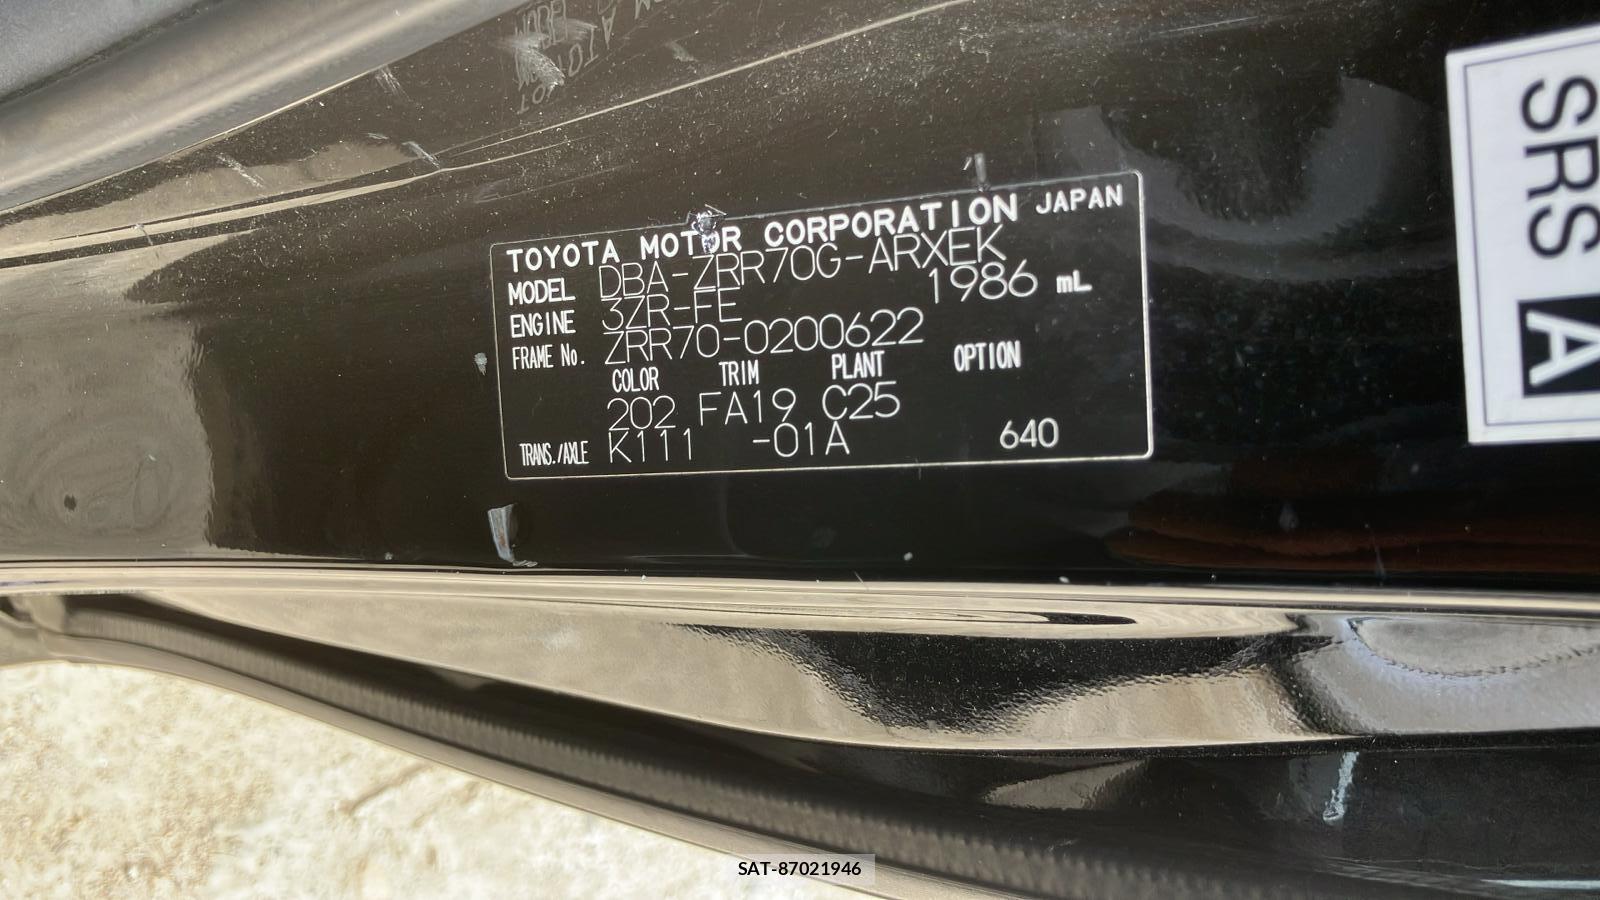 TOYOTA MOTOR CORPORATION JAPAN
MODEL DBA-ZRR70G-ARXEK
ENGINE 3ZR-FE 1986 mL
FRAME No. ZRR70-0200622
COLOR TRIM PLANT OPTION
202 FA19 C25
TRANS./AXLE K111 -01A 640
SRS A
SAT-87021946